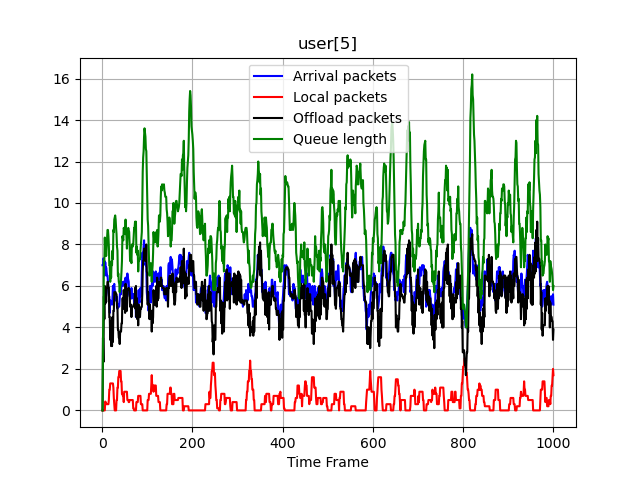 user[5]
Arrival packets
Local packets
Offload packets
Queue length
16
14
12
10
8
6
4
2
0
0
200
400
600
800
1000
Time Frame